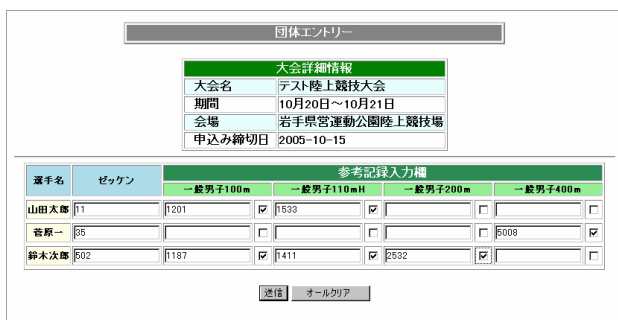 団体エントリー
大会詳細情報
大会名 テスト陸上競技大会
期間 10月20日～10月21日
会場 岩手県営運動公園陸上競技場
申込み締切日 2005-10-15
選手名 ゼッケン 参考記録入力欄
一般男子100m 一般男子110mH 一般男子200m 一般男子400m
山田太郎 11 1201 1533
菅原一 35 5008
鈴木次郎 502 1187 1411 2532
送信 オールクリア